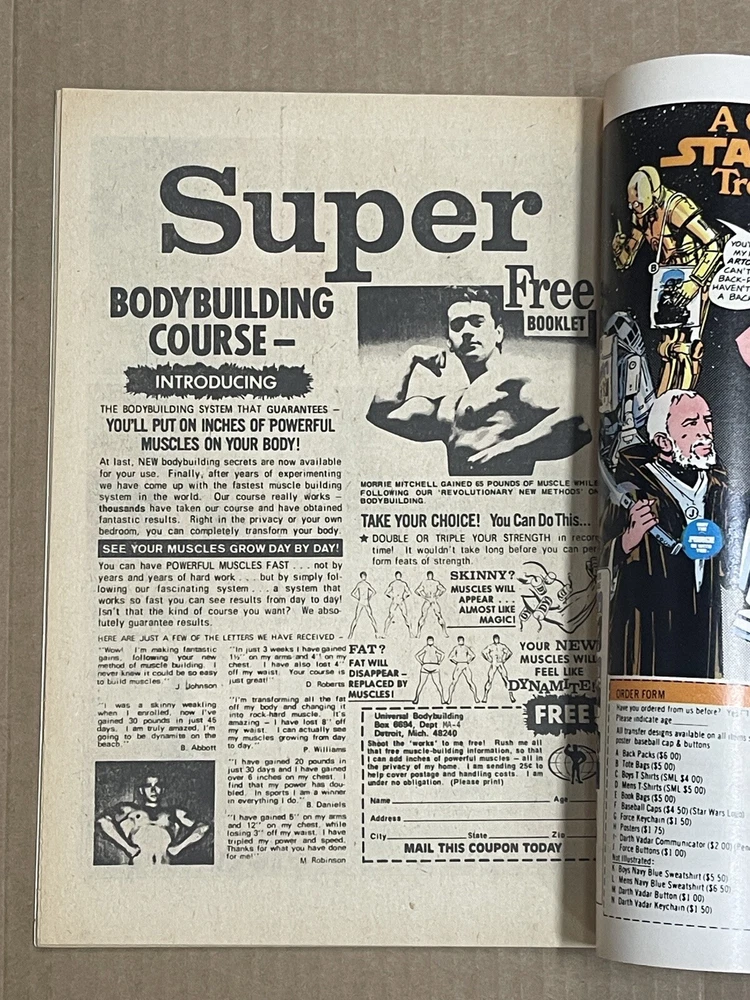 Super
BODYBUILDING
COURSE —
INTRODUCING
THE BODYBUILDING SYSTEM THAT GUARANTEES —
YOU'LL PUT ON INCHES OF POWERFUL
MUSCLES ON YOUR BODY!
At last, NEW bodybuilding secrets are now available
for your use. Finally, after years of experimenting
we have come up with the fastest muscle building
system in the world. Our course really works —
thousands have taken our course and have obtained
fantastic results. Right in the privacy or your own
bedroom, you can completely transform your body.
SEE YOUR MUSCLES GROW DAY BY DAY!
You can have POWERFUL MUSCLES FAST . . . not by
years and years of hard work . . . but by simply fol-
lowing our fascinating system . . . a system that
works so fast you can see results from day to day!
Isn't that the kind of course you want? We abso-
lutely guarantee results.
HERE ARE JUST A FEW OF THE LETTERS WE HAVE RECEIVED —
"Wow! I'm making fantastic
gains, following your new
method of muscle building. I
never knew it could be so easy
to build muscles."
J. Johnson
"I was a skinny weakling
when I enrolled, now I've
gained 30 pounds in just 45
days. I am truly amazed, I'm
going to be dynamite on the
beach."
B. Abbott
"In just 3 weeks I have gained
1½" on my arms and 4" on my
chest. I have also lost 4"
off my waist. Your course is
just great!"
D. Roberts
"I'm transforming all the fat
off my body and changing it
into rock-hard muscle. It's
amazing — I have lost 8" off
my waist. I can actually see
my muscles growing from day
to day."
P. Williams
"I have gained 20 pounds in
just 30 days and I have gained
over 6 inches on my chest. I
find that my power has dou-
bled. In sports I am a winner
in everything I do."
B. Daniels
"I have gained 5" on my arms
and 12" on my chest, while
losing 3" off my waist. I have
tripled my power and speed.
Thanks for what you have done
for me!"
M. Robinson
Free
BOOKLET
MORRIE MITCHELL GAINED 65 POUNDS OF MUSCLE WHILE
FOLLOWING OUR 'REVOLUTIONARY NEW METHODS'
BODYBUILDING.
TAKE YOUR CHOICE! You Can Do This...
★ DOUBLE OR TRIPLE YOUR STRENGTH in
time! It wouldn't take long before you can
form feats of strength.
SKINNY?
MUSCLES WILL
APPEAR . . .
ALMOST LIKE
MAGIC!
FAT?
FAT WILL
DISAPPEAR —
REPLACED BY
MUSCLES!
YOUR NEW
MUSCLES WILL
FEEL LIKE
DYNAMITE!
FREE!
Universal Bodybuilding
Box 6694, Dept MA-4
Detroit, Mich. 48240
Shoot the 'works' to me free! Rush me all
that free muscle-building information, so that
I can add inches of powerful muscles — all in
the privacy of my home. I am sending 25¢ to
help cover postage and handling costs. I am
under no obligation. (Please print)
Name Age
Address
City State Zip
MAIL THIS COUPON TODAY
A
STA
Tr
B
MY
CAN'T
BACK-
HAVEN'T
A BAC
J
ORDER FORM
Have you ordered from us before? Yes
Please indicate age
All transfer designs available on all
poster baseball cap & buttons
A Back Packs ($6 00)
B Tote Bags ($5 00)
C Boys T Shirts (SML $4 00)
D Mens T-Shirts (SML $5 00)
E Book Bags ($5 00)
F Baseball Caps ($4 50) (Star Wars
G Force Keychain ($1 50)
H Posters ($1 75)
Darth Vadar Communicator ($2 00)
J Force Buttons ($1 00)
Not Illustrated:
K Boys Navy Blue Sweatshirt ($5 50)
L Mens Navy Blue Sweatshirt ($6 50)
M Darth Vadar Button ($1 00)
N Darth Vadar Keychain ($1 50)